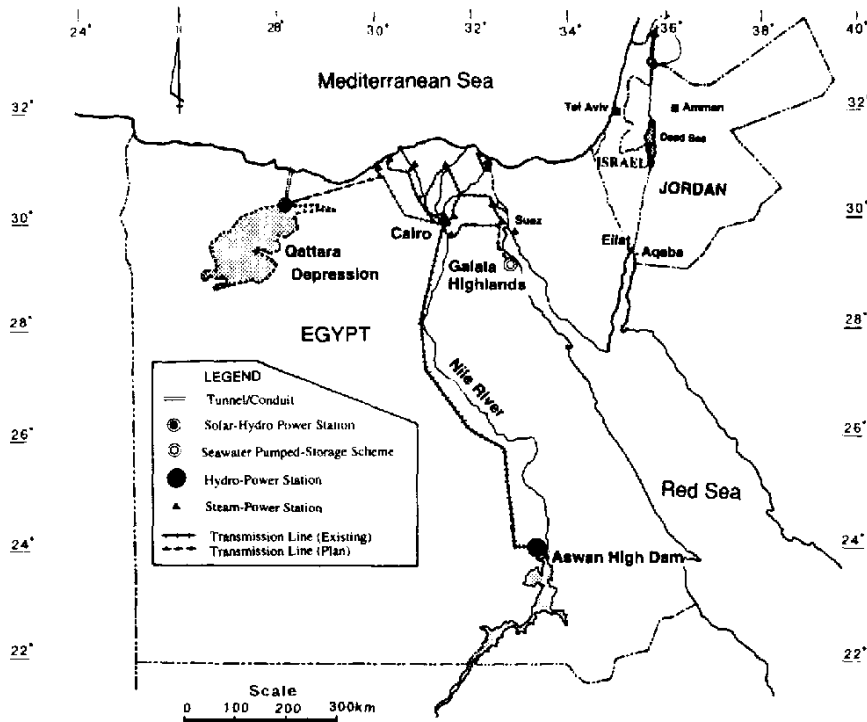 24°
30°
32°
34°
36°
38°
40°
Mediterranean Sea
32°
32°
Tel Aviv
Amman
Dead Sea
ISRAEL
JORDAN
30°
30°
Cairo
Suez
Eilat
Aqaba
Qattara
Depression
Galala
Highlands
28°
28°
EGYPT
Nile River
LEGEND
Tunnel/Conduit
Solar-Hydro Power Station
Seawater Pumped-Storage Scheme
Hydro-Power Station
Steam-Power Station
Transmission Line (Existing)
Transmission Line (Plan)
26°
26°
Red Sea
24°
24°
Aswan High Dam
22°
22°
Scale
0 100 200 300km